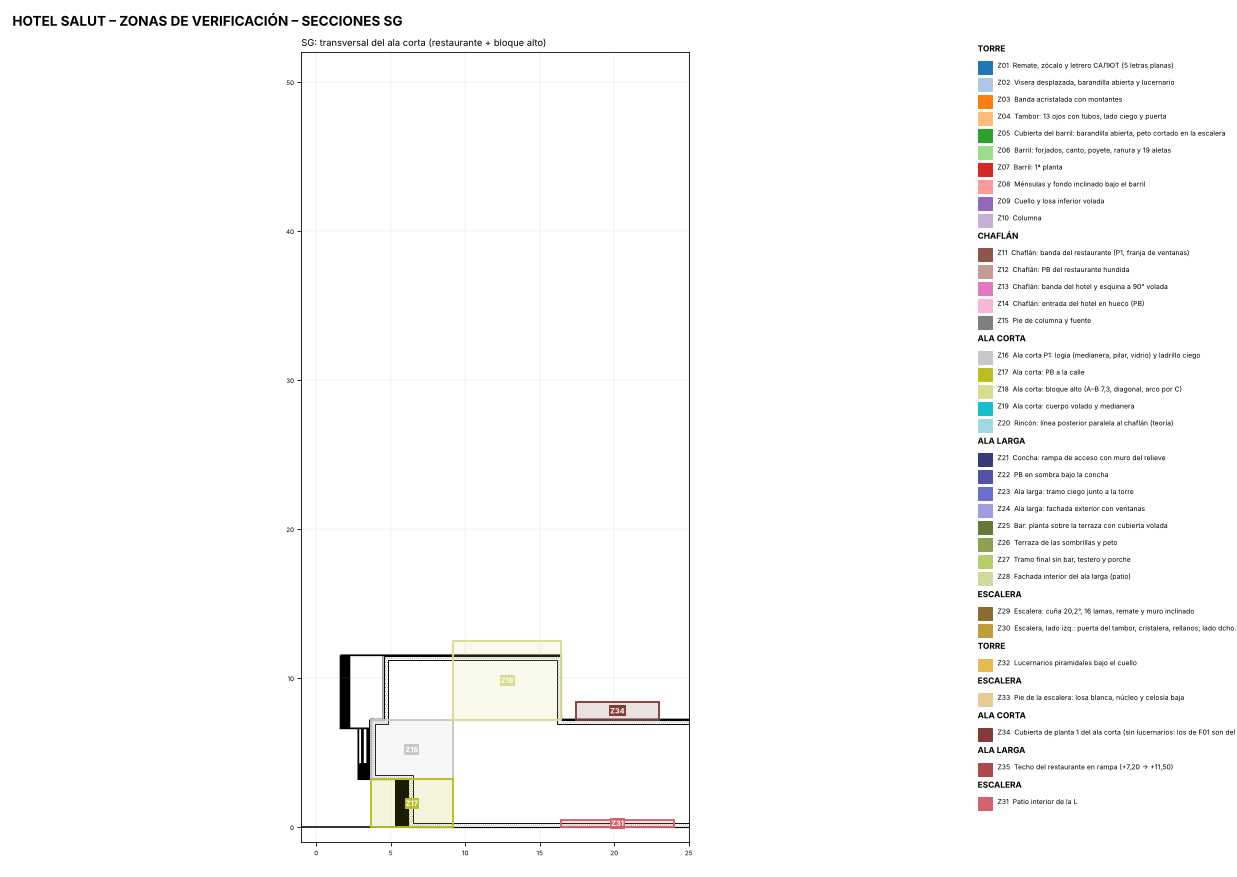 HOTEL SALUT – ZONAS DE VERIFICACIÓN – SECCIONES SG
SG: transversal del ala corta (restaurante + bloque alto)
50
40
30
20
10
0
0
5
10
15
20
25
Z18
Z34
Z16
Z17
Z31
TORRE
Z01 Remate, zócalo y letrero САЛЮТ (5 letras planas)
Z02 Visera desplazada, barandilla abierta y lucernario
Z03 Banda acristalada con montantes
Z04 Tambor: 13 ojos con tubos, lado ciego y puerta
Z05 Cubierta del barril: barandilla abierta, peto cortado en la escalera
Z06 Barril: forjados, canto, poyete, ranura y 19 aletas
Z07 Barril: 1ª planta
Z08 Ménsulas y fondo inclinado bajo el barril
Z09 Cuello y losa inferior volada
Z10 Columna
CHAFLÁN
Z11 Chaflán: banda del restaurante (P1, franja de ventanas)
Z12 Chaflán: PB del restaurante hundida
Z13 Chaflán: banda del hotel y esquina a 90° volada
Z14 Chaflán: entrada del hotel en hueco (PB)
Z15 Pie de columna y fuente
ALA CORTA
Z16 Ala corta P1: logia (medianera, pilar, vidrio) y ladrillo ciego
Z17 Ala corta: PB a la calle
Z18 Ala corta: bloque alto (A–B 7,3, diagonal, arco por C)
Z19 Ala corta: cuerpo volado y medianera
Z20 Rincón: línea posterior paralela al chaflán (teoría)
ALA LARGA
Z21 Concha: rampa de acceso con muro del relieve
Z22 PB en sombra bajo la concha
Z23 Ala larga: tramo ciego junto a la torre
Z24 Ala larga: fachada exterior con ventanas
Z25 Bar: planta sobre la terraza con cubierta volada
Z26 Terraza de las sombrillas y peto
Z27 Tramo final sin bar, testero y porche
Z28 Fachada interior del ala larga (patio)
ESCALERA
Z29 Escalera: cuña 20,2°, 16 lamas, remate y muro inclinado
Z30 Escalera, lado izq.: puerta del tambor, cristalera, rellanos; lado dcho.
TORRE
Z32 Lucernarios piramidales bajo el cuello
ESCALERA
Z33 Pie de la escalera: losa blanca, núcleo y celosía baja
ALA CORTA
Z34 Cubierta de planta 1 del ala corta (sin lucernarios: los de F01 son del
ALA LARGA
Z35 Techo del restaurante en rampa (+7,20 → +11,50)
ESCALERA
Z31 Patio interior de la L